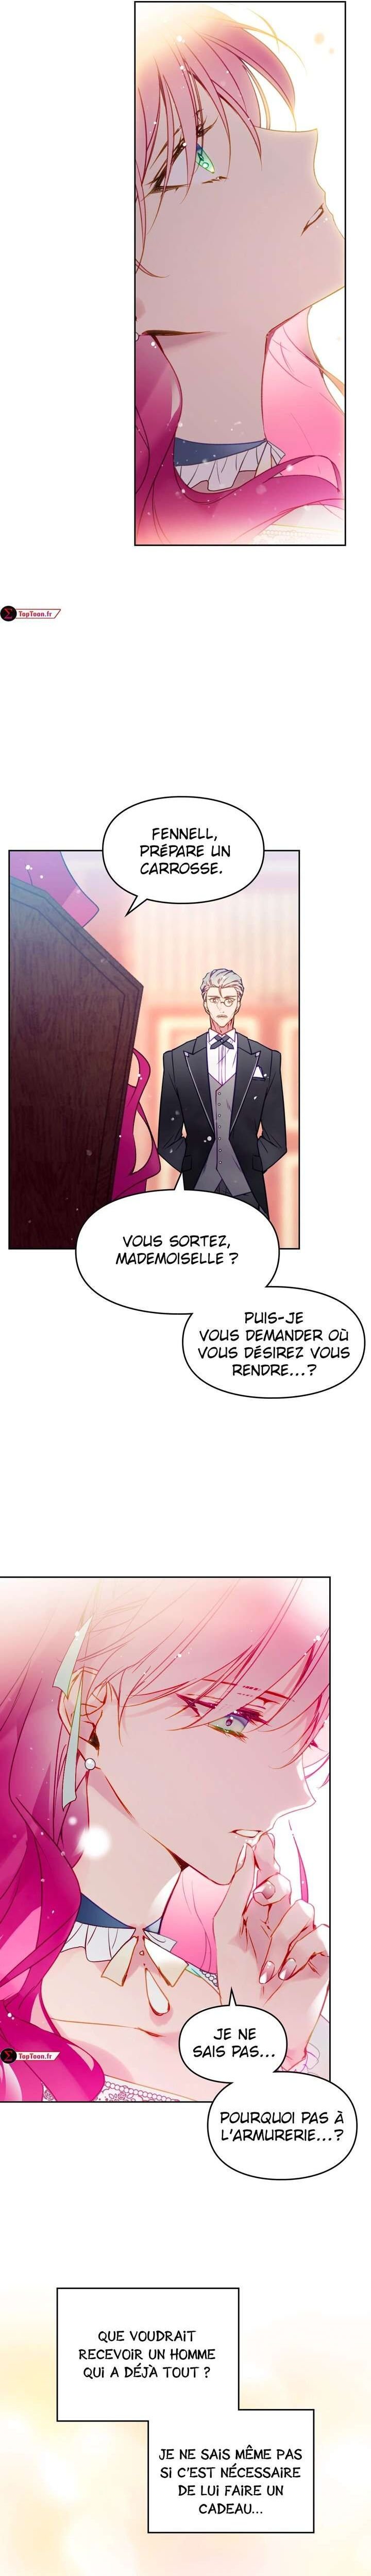 TopToon.fr
FENNELL,
PRÉPARE UN
CARROSSE.
VOUS SORTEZ,
MADEMOISELLE ?
PUIS-JE
VOUS DEMANDER OÙ
VOUS DÉSIREZ VOUS
RENDRE...?
TopToon.fr
JE NE
SAIS PAS...
POURQUOI PAS À
L'ARMURERIE...?
QUE VOUDRAIT
RECEVOIR UN HOMME
QUI A DÉJÀ TOUT ?
JE NE SAIS MÊME PAS
SI C'EST NÉCESSAIRE
DE LUI FAIRE UN
CADEAU...